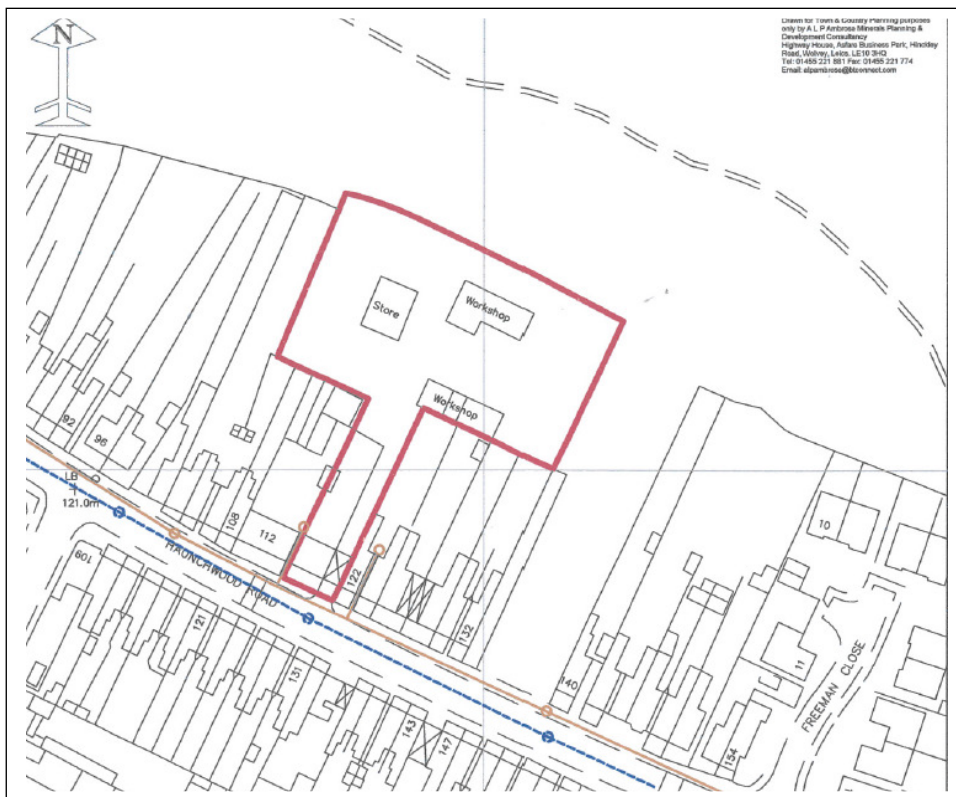 N
Drawn for Town & Country Planning purposes
only by A L P Ambrose Minerals Planning &
Development Consultancy
Highway House, Asfare Business Park, Hinckley
Road, Wolvey, Leics, LE10 3HQ
Tel: 01455 221 881 Fax: 01455 221 774
Email: alpambrose@btconnect.com
Store
Workshop
Workshop
92
96
LB
121.0m
108
112
122
132
140
10
11
154
HAUNCHWOOD ROAD
FREEMAN CLOSE
109
121
131
143
147